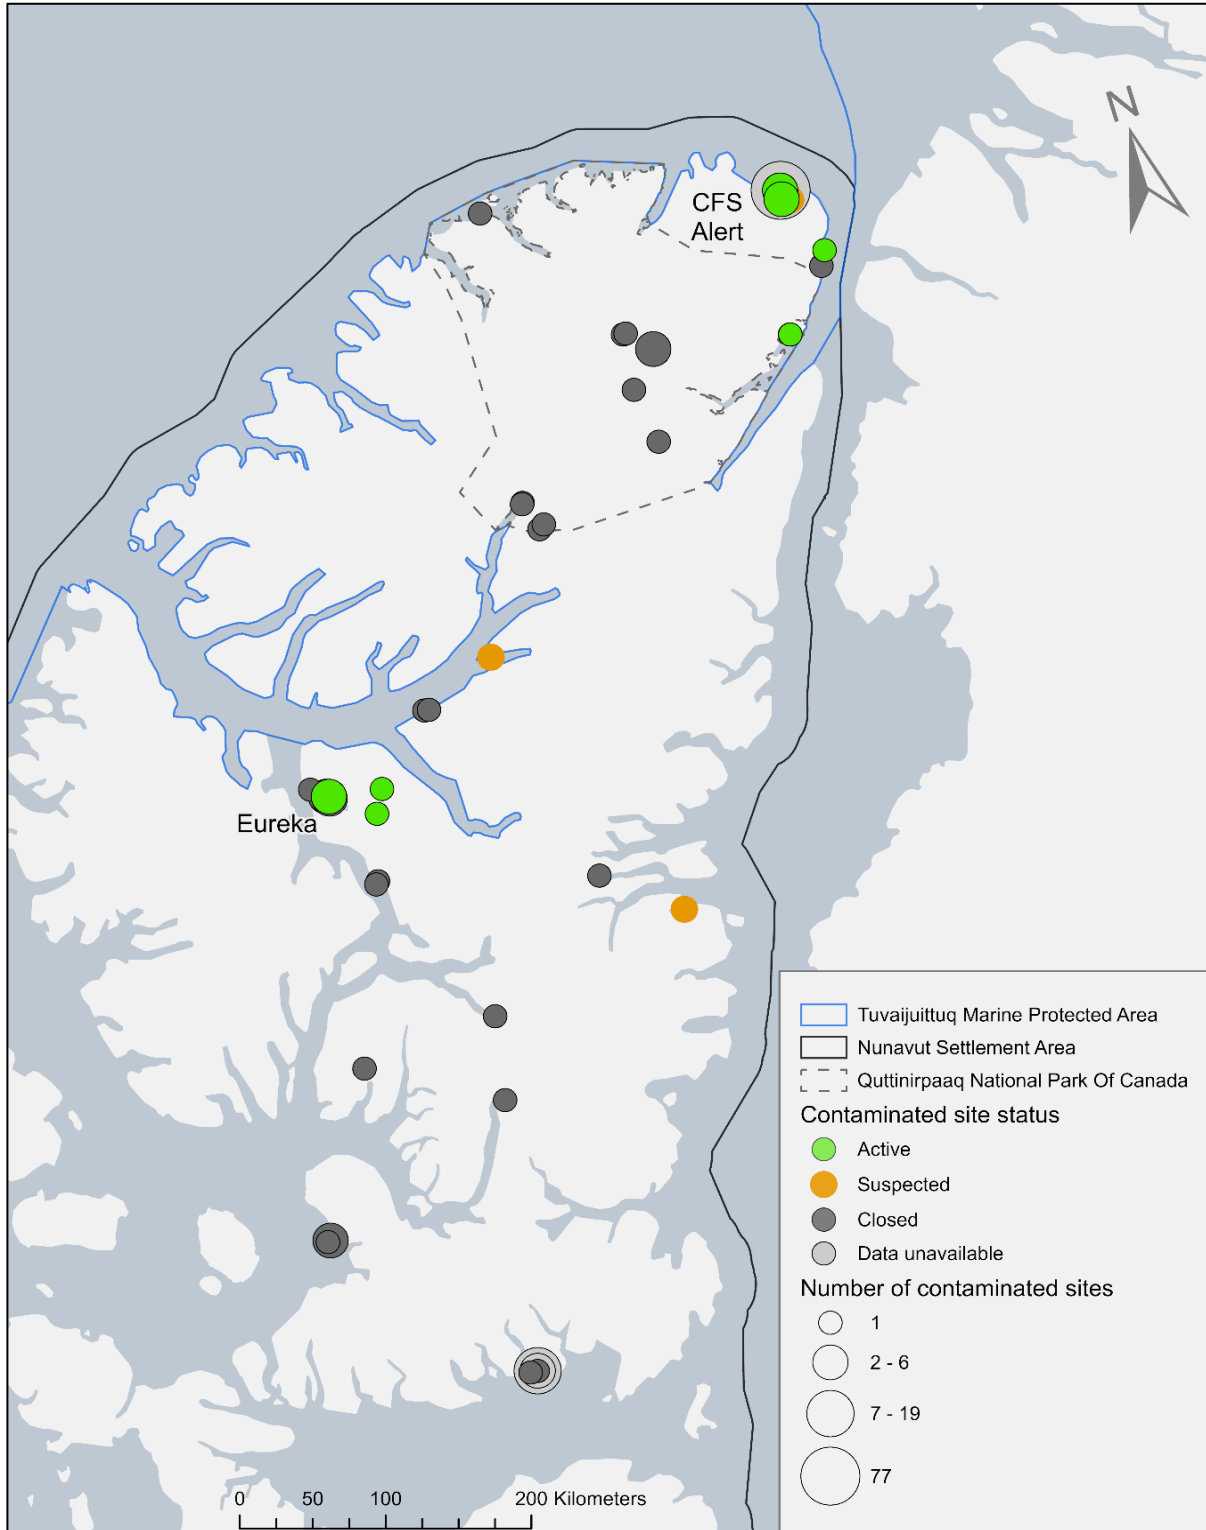 N
CFS
Alert
Eureka
Tuvaijuittuq Marine Protected Area
Nunavut Settlement Area
Quttinirpaaq National Park Of Canada
Contaminated site status
Active
Suspected
Closed
Data unavailable
Number of contaminated sites
1
2 - 6
7 - 19
77
0 50 100 200 Kilometers